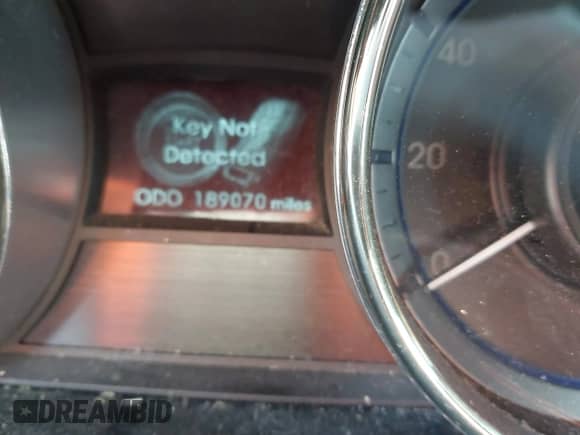 Key Not
Detected
ODO 189070 miles
40
20
0
DREAMBID